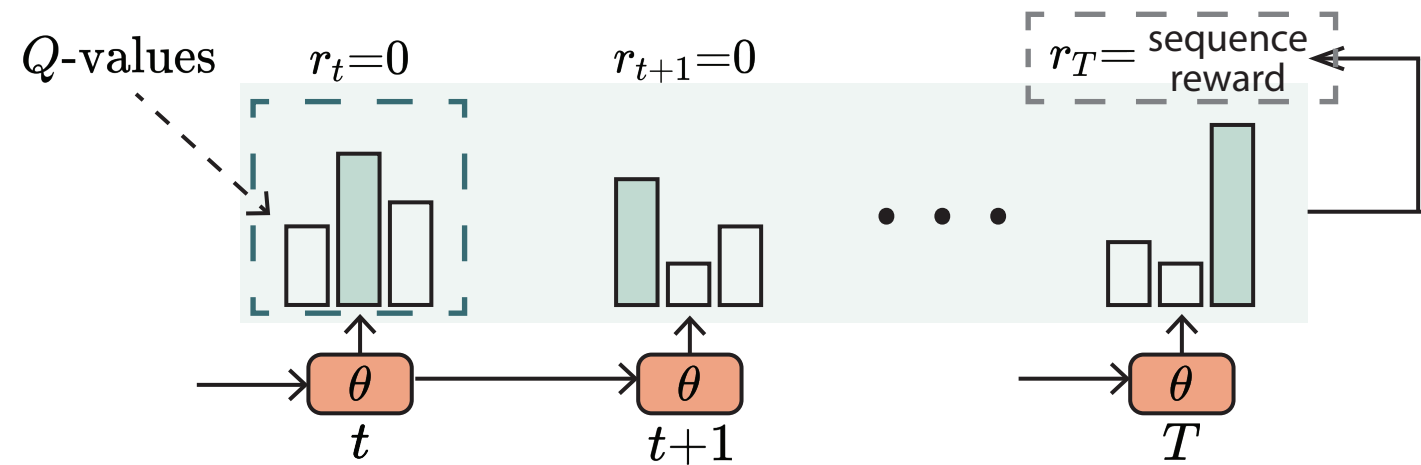 Q-values
r_t=0
r_{t+1}=0
r_T= sequence reward
θ
θ
θ
t
t+1
T